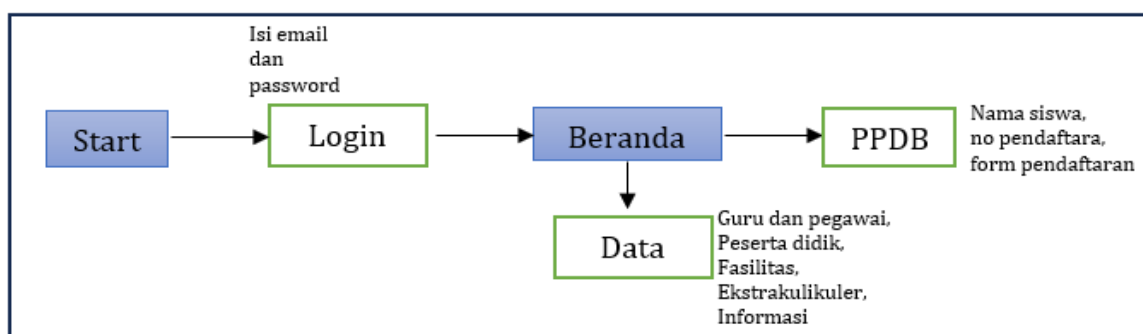 Isi email
dan
password
Start
Login
Beranda
PPDB
Nama siswa,
no pendaftara,
form pendaftaran
Data
Guru dan pegawai,
Peserta didik,
Fasilitas,
Ekstrakulikuler,
Informasi